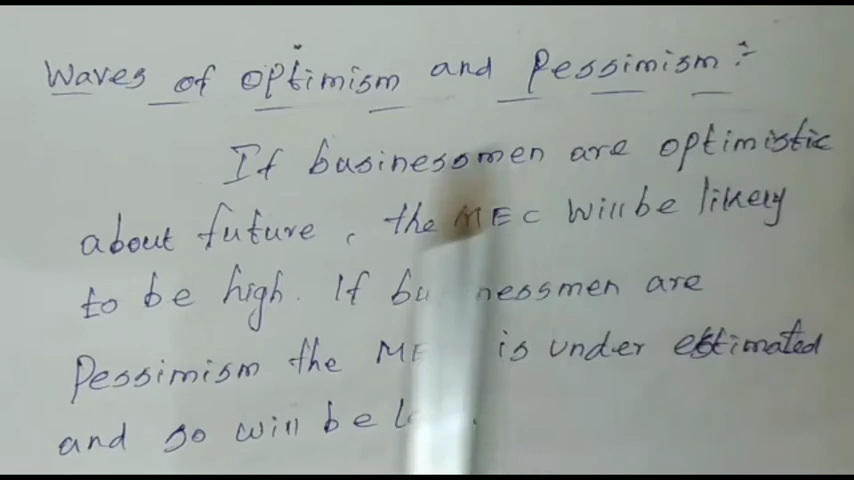 Waves of optimism and Pessimism :-
If businessmen are optimistic
about future, the MEC will be likely
to be high. If nessmen are
Pessimism the is under estimated
and so will be